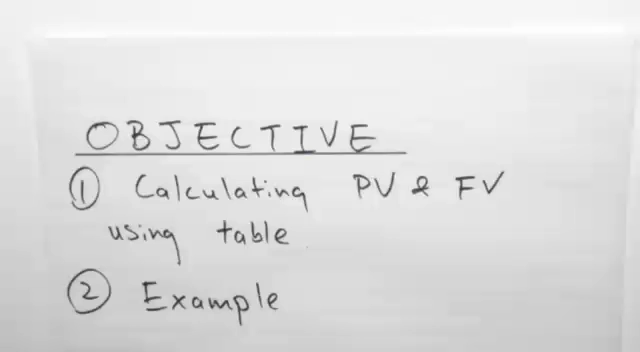 OBJECTIVE
① Calculating PV & FV
using table
② Example